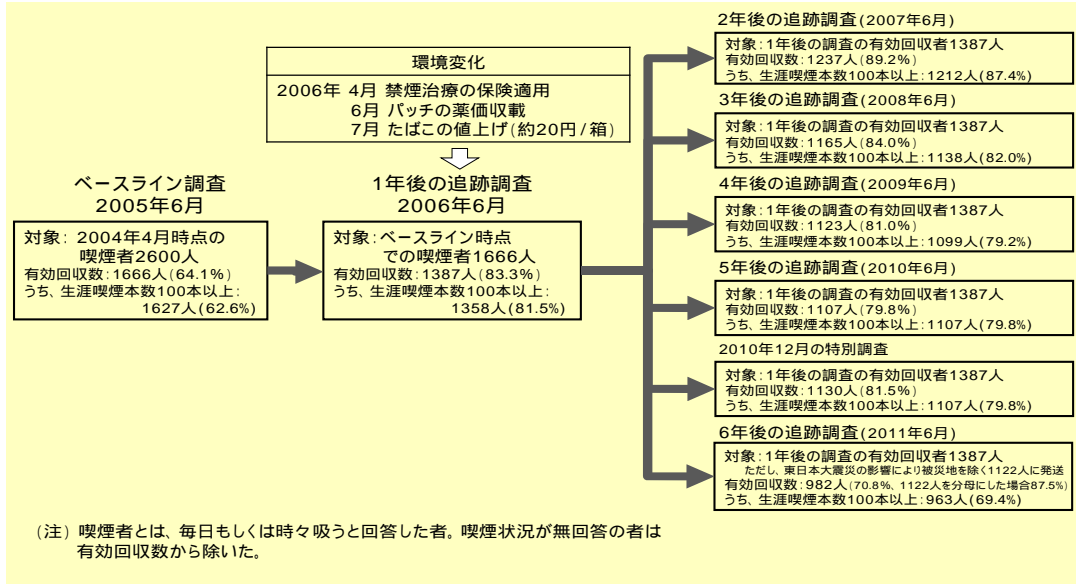 環境変化
2006年 4月 禁煙治療の保険適用
6月 パッチの薬価収載
7月 たばこの値上げ(約20円/箱)
ベースライン調査
2005年6月
対象: 2004年4月時点の
喫煙者2600人
有効回収数:1666人(64.1%)
うち、生涯喫煙本数100本以上:
1627人(62.6%)
1年後の追跡調査
2006年6月
対象:ベースライン時点
での喫煙者1666人
有効回収数:1387人(83.3%)
うち、生涯喫煙本数100本以上:
1358人(81.5%)
2年後の追跡調査(2007年6月)
対象:1年後の調査の有効回収者1387人
有効回収数:1237人(89.2%)
うち、生涯喫煙本数100本以上:1212人(87.4%)
3年後の追跡調査(2008年6月)
対象:1年後の調査の有効回収者1387人
有効回収数:1165人(84.0%)
うち、生涯喫煙本数100本以上:1138人(82.0%)
4年後の追跡調査(2009年6月)
対象:1年後の調査の有効回収者1387人
有効回収数:1123人(81.0%)
うち、生涯喫煙本数100本以上:1099人(79.2%)
5年後の追跡調査(2010年6月)
対象:1年後の調査の有効回収者1387人
有効回収数:1107人(79.8%)
うち、生涯喫煙本数100本以上:1107人(79.8%)
2010年12月の特別調査
対象:1年後の調査の有効回収者1387人
有効回収数:1130人(81.5%)
うち、生涯喫煙本数100本以上:1107人(79.8%)
6年後の追跡調査(2011年6月)
対象:1年後の調査の有効回収者1387人
ただし、東日本大震災の影響により被災地を除く1122人に発送
有効回収数:982人(70.8%、1122人を分母にした場合87.5%)
うち、生涯喫煙本数100本以上:963人(69.4%)
(注) 喫煙者とは、毎日もしくは時々吸うと回答した者。喫煙状況が無回答の者は
有効回収数から除いた。